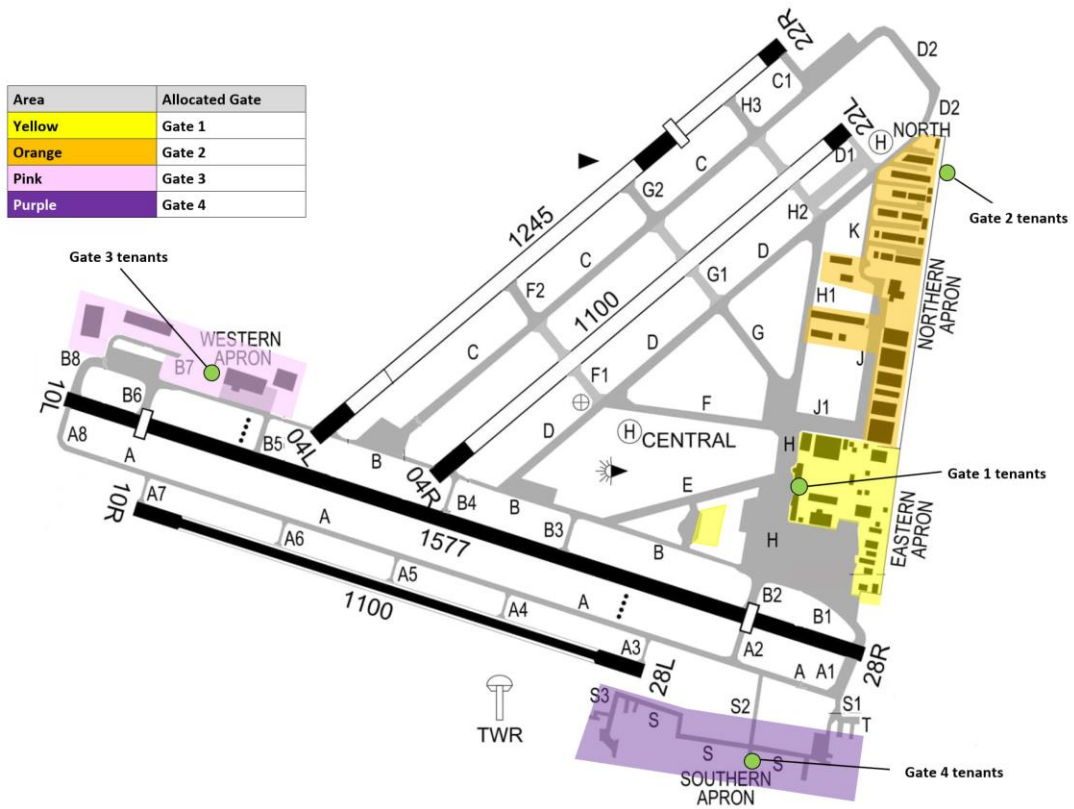 22R
D2
C1
H3
D2
22L
NORTH
H
Area Allocated Gate
Yellow Gate 1
Orange Gate 2
Pink Gate 3
Purple Gate 4
C
D1
G2
Gate 2 tenants
H2
K
1245
Gate 3 tenants
C
D
G1
F2
H1
NORTHERN
APRON
1100
G
WESTERN
APRON
D
C
J
B8
B7
F1
10L
B6
F
J1
A8
B5
04L
B
D
H
CENTRAL
H
A
04R
Gate 1 tenants
E
A7
10R
B4
B
EASTERN
APRON
A
B3
H
A6
1577
B
A5
B2
1100
A4
A
B1
A3
A2
28L
A
A1
28R
S3
S2
S1
S
T
TWR
S
S
SOUTHERN
APRON
Gate 4 tenants